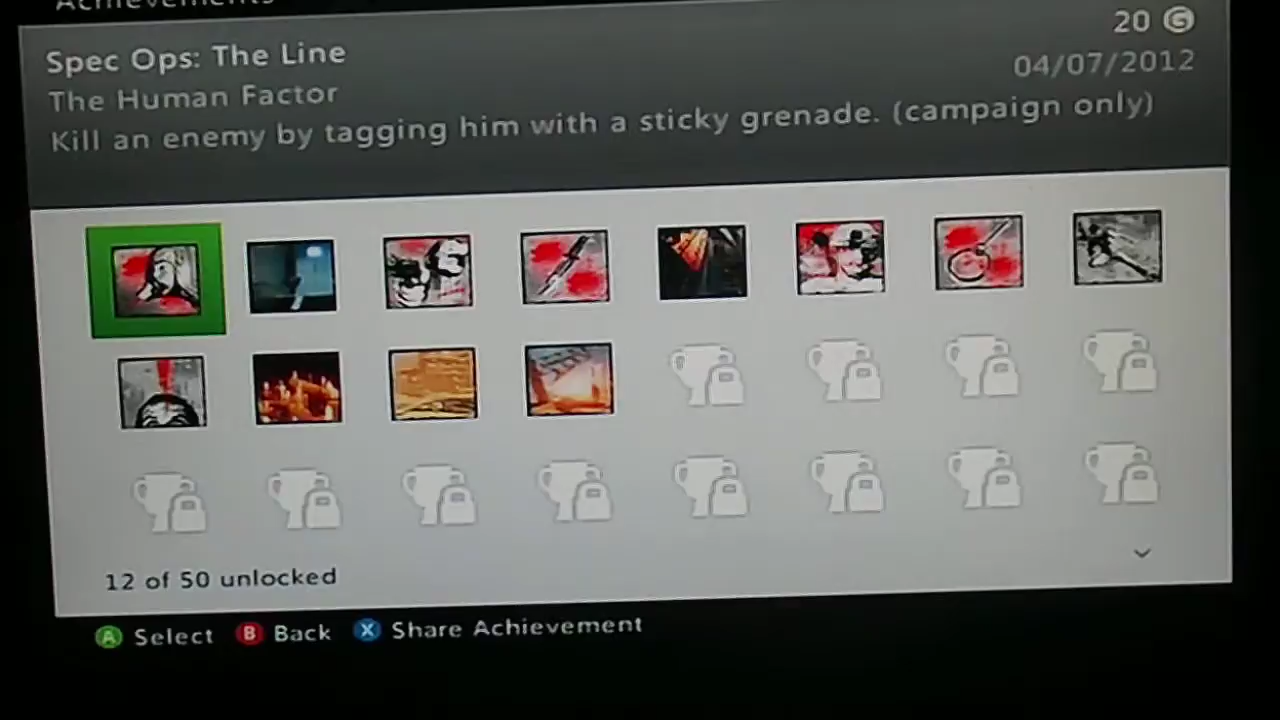 Achievements
20 G
Spec Ops: The Line
04/07/2012
The Human Factor
Kill an enemy by tagging him with a sticky grenade. (campaign only)
12 of 50 unlocked
A Select B Back X Share Achievement